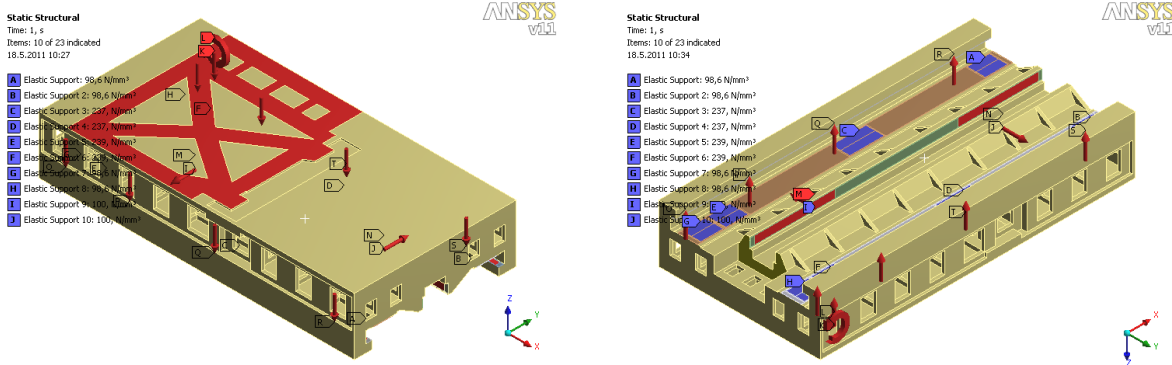 Static Structural
Time: 1, s
Items: 10 of 23 indicated
18.5.2011 10:27
ANSYS
v11
A Elastic Support: 98,6 N/mm³
B Elastic Support 2: 98,6 N/mm³
C Elastic Support 3: 237, N/mm³
D Elastic Support 4: 237, N/mm³
E Elastic Support 5: 239, N/mm³
F Elastic Support 6: 239, N/mm³
G Elastic Support 7: 98,6 N/mm³
H Elastic Support 8: 98,6 N/mm³
I Elastic Support 9: 100, N/mm³
J Elastic Support 10: 100, N/mm³
L
K
H
F
M
I
T
D
E
N
J
S
B
Q
C
R
A
Z
Y
X
Static Structural
Time: 1, s
Items: 10 of 23 indicated
18.5.2011 10:34
ANSYS
v11
A Elastic Support: 98,6 N/mm³
B Elastic Support 2: 98,6 N/mm³
C Elastic Support 3: 237, N/mm³
D Elastic Support 4: 237, N/mm³
E Elastic Support 5: 239, N/mm³
F Elastic Support 6: 239, N/mm³
G Elastic Support 7: 98,6 N/mm³
H Elastic Support 8: 98,6 N/mm³
I Elastic Support 9:
J Elastic Support 10: 100, N/mm³
R
A
Q
C
N
J
B
S
M
I
D
T
E
G
F
H
L
K
X
Y
Z